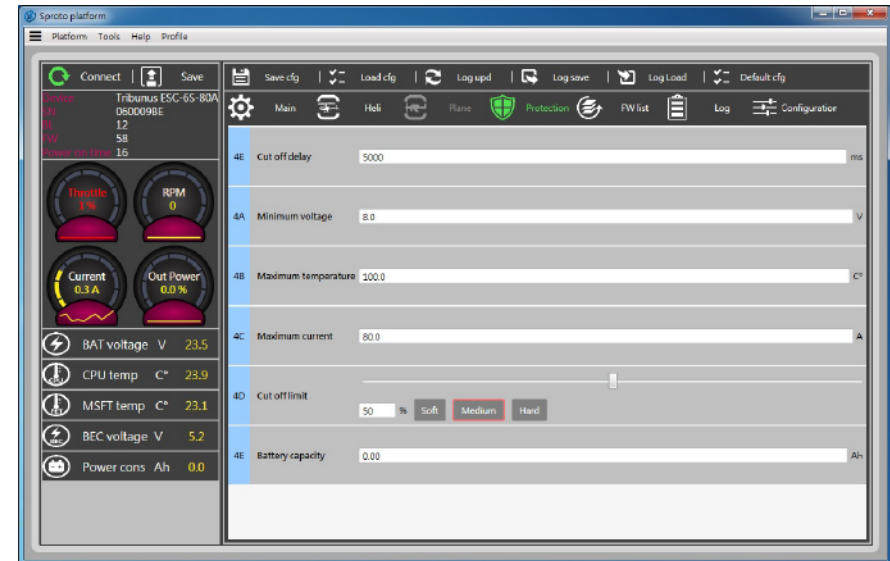 Sproto platform
Platform Tools Help Profile
Connect | Save
Save cfg | Load cfg | Log upd | Log save | Log Load | Default cfg
Device Tribunus ESC-6S-80A
SN 060009BE
12
FW 58
Power on time 16
Main Heli Plane Protection FW list Log Configuration
4E Cut off delay 5000 ms
4A Minimum voltage 8.0 V
4B Maximum temperature 100.0 C°
4C Maximum current 80.0 A
4D Cut off limit
50 % Soft Medium Hard
4E Battery capacity 0.00 Ah
Throttle
1 %
RPM
0
Current
0.3 A
Out Power
0.0 %
BAT voltage V 23.5
CPU temp C° 23.9
MSFT temp C° 23.1
BEC voltage V 5.2
Power cons Ah 0.0